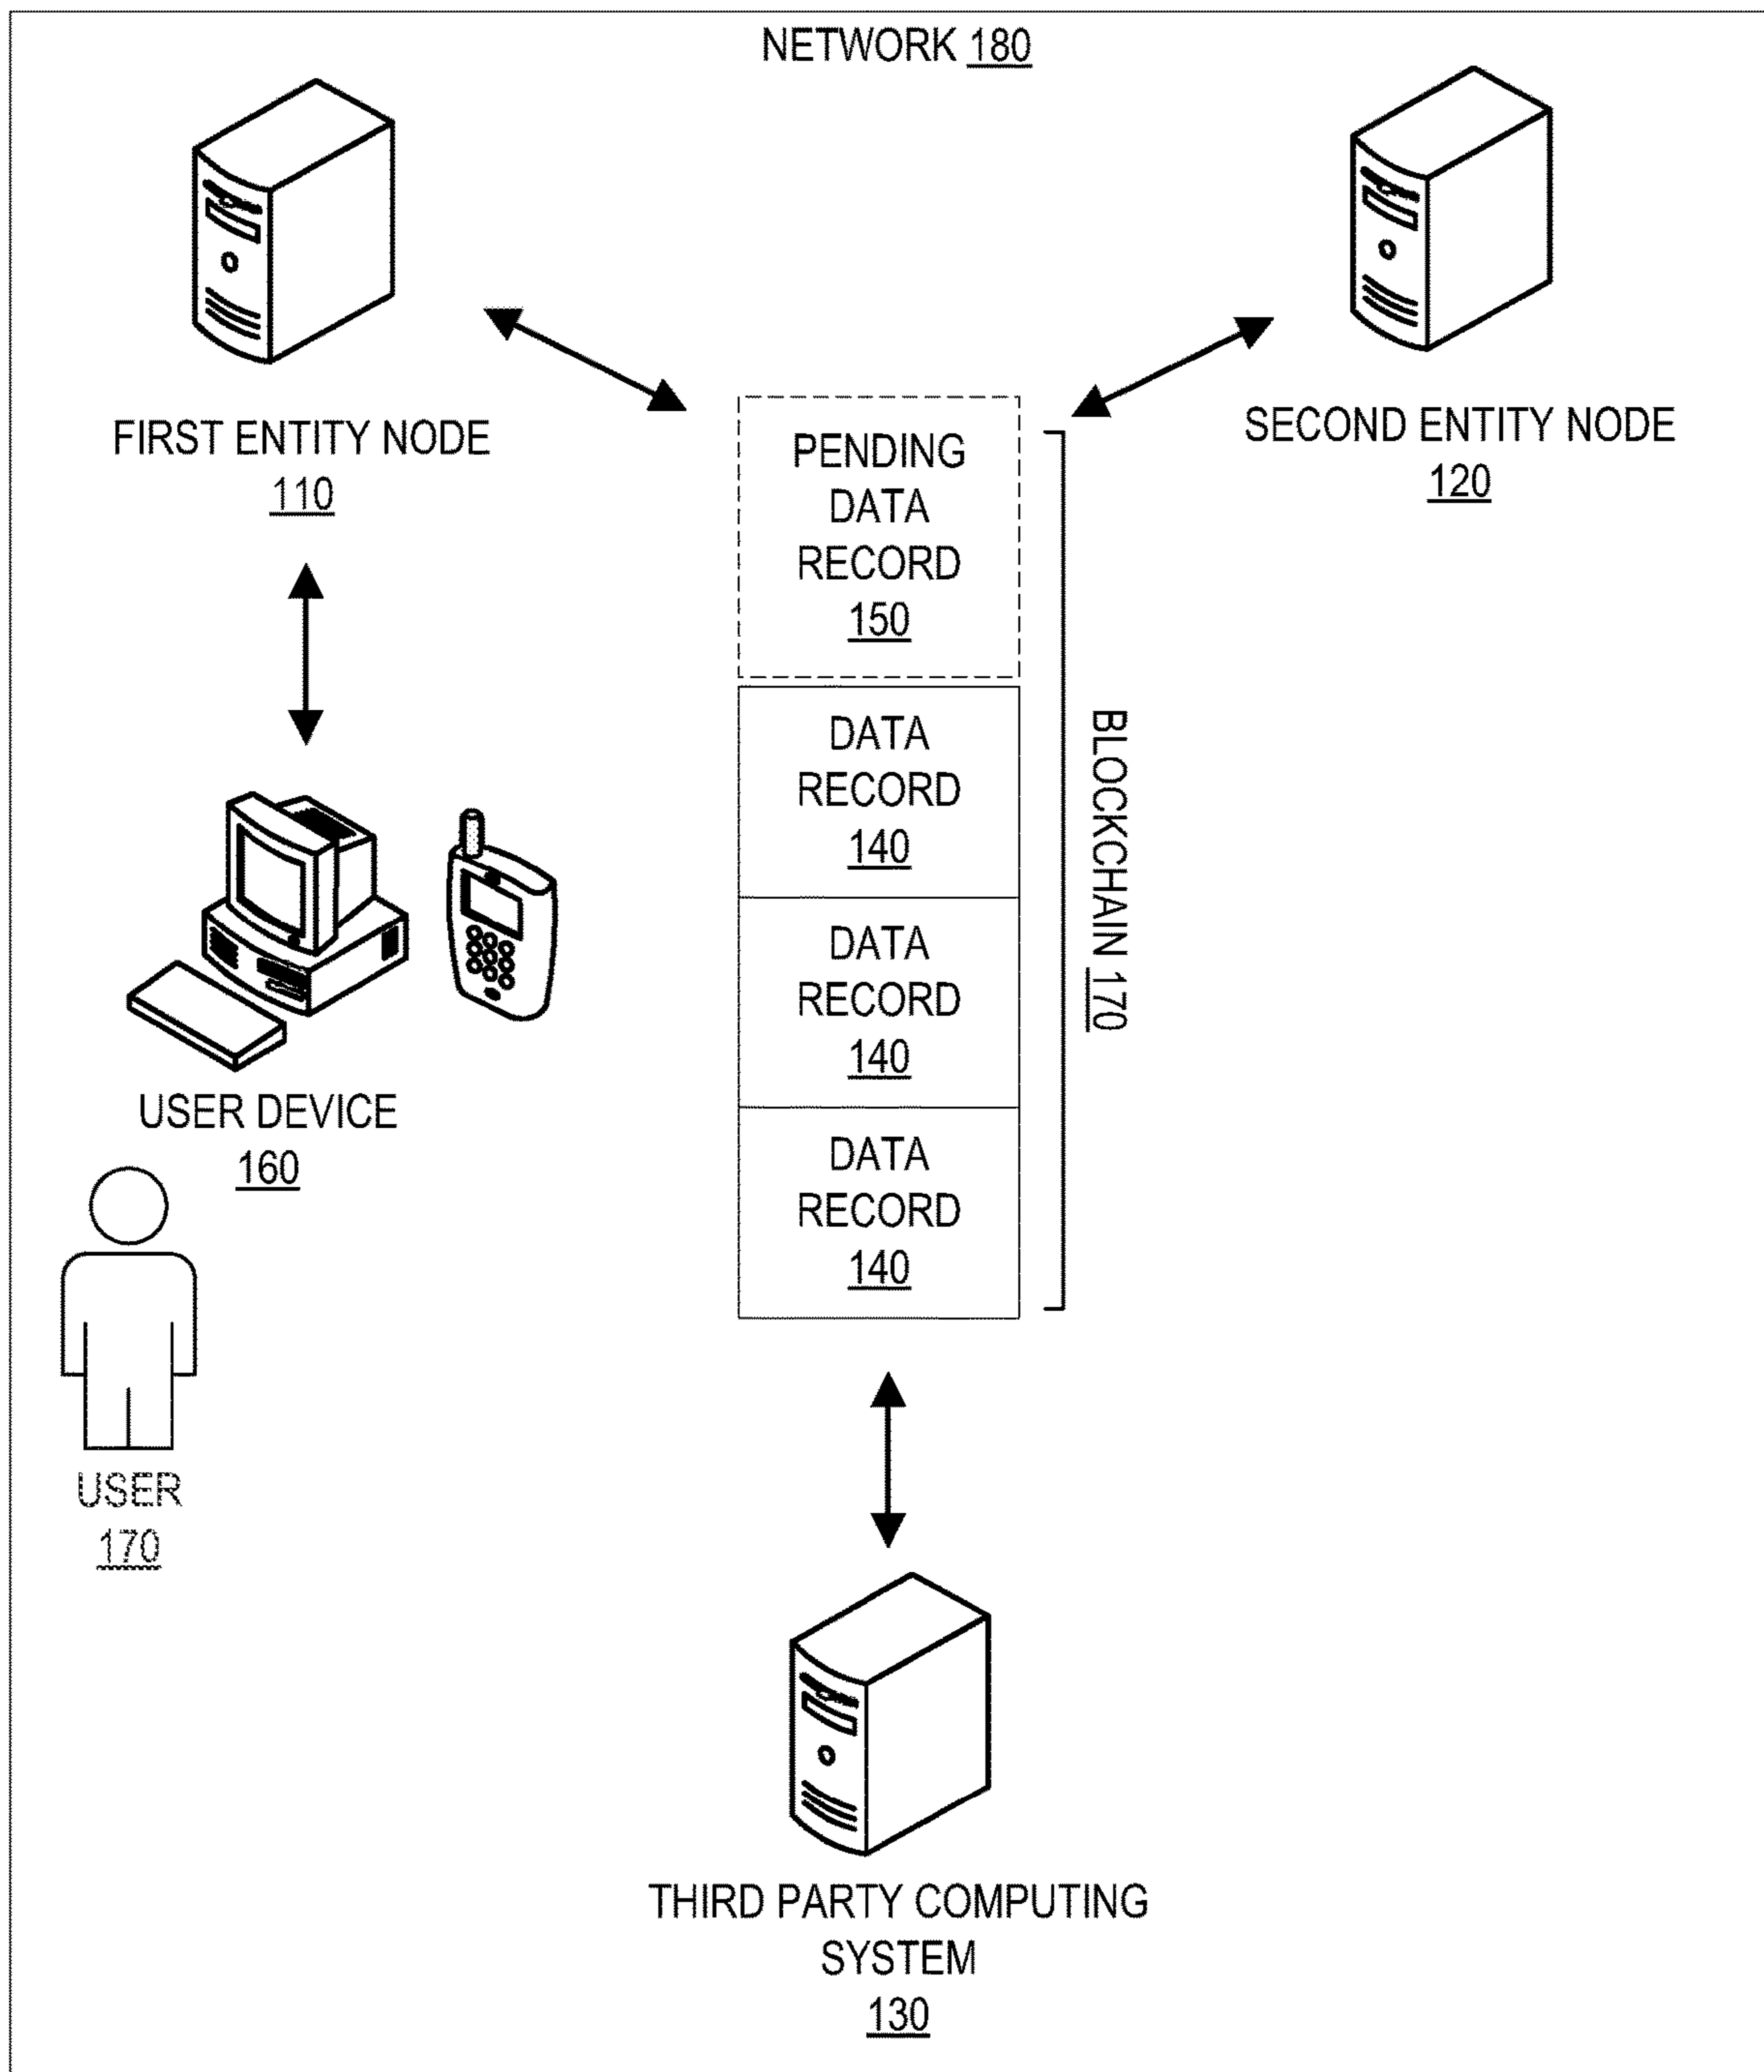 NETWORK 180
FIRST ENTITY NODE
110
SECOND ENTITY NODE
120
PENDING
DATA
RECORD
150
DATA
RECORD
140
DATA
RECORD
140
DATA
RECORD
140
BLOCKCHAIN 170
USER DEVICE
160
USER
170
THIRD PARTY COMPUTING
SYSTEM
130